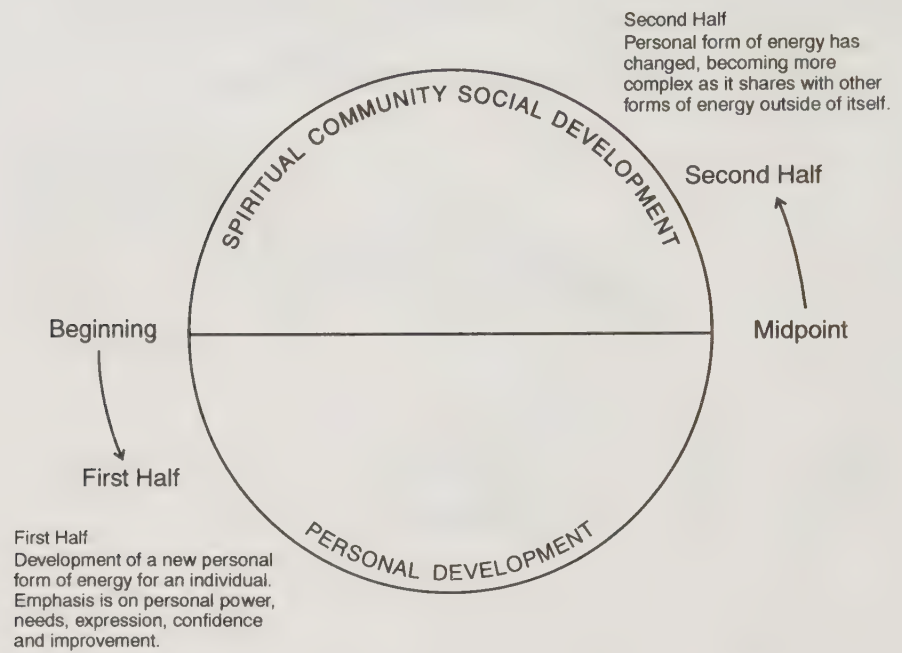 Second Half
Personal form of energy has
changed, becoming more
complex as it shares with other
forms of energy outside of itself.
SPIRITUAL COMMUNITY SOCIAL DEVELOPMENT
Second Half
Beginning
Midpoint
First Half
First Half
Development of a new personal
form of energy for an individual.
Emphasis is on personal power,
needs, expression, confidence
and improvement.
PERSONAL DEVELOPMENT